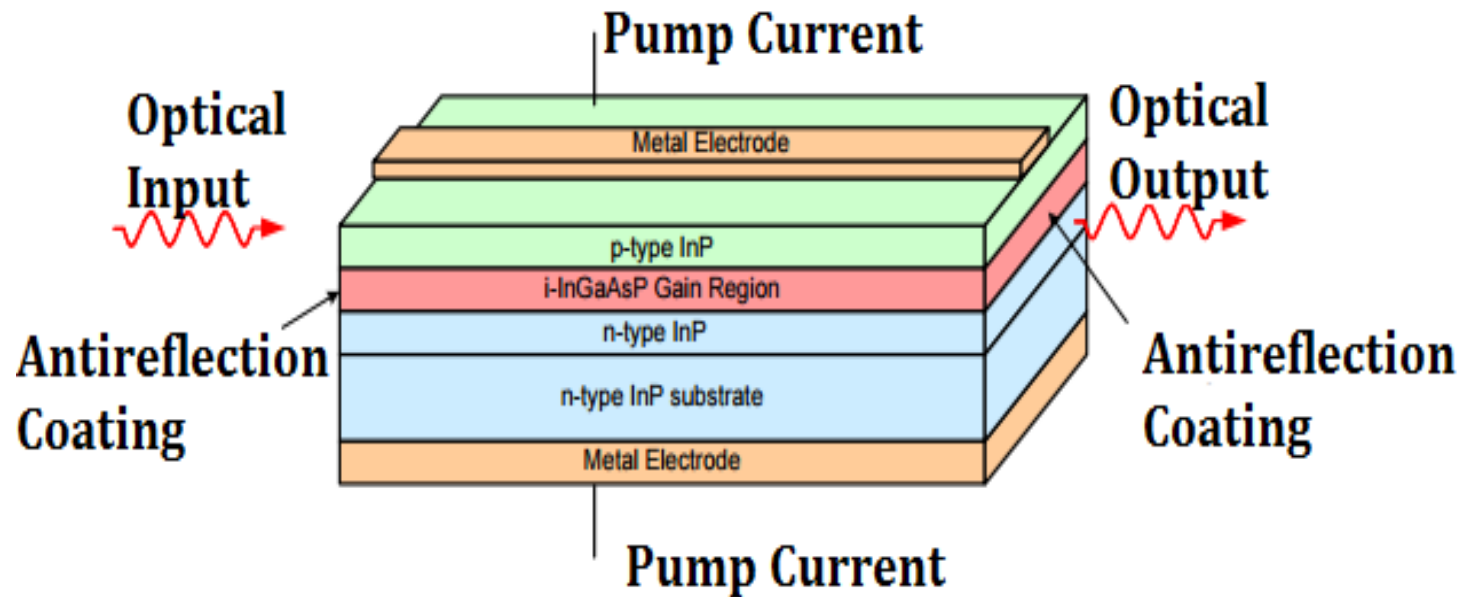 Pump Current
Optical
Input
Metal Electrode
Optical
Output
p-type InP
i-InGaAsP Gain Region
n-type InP
n-type InP substrate
Metal Electrode
Antireflection
Coating
Antireflection
Coating
Pump Current